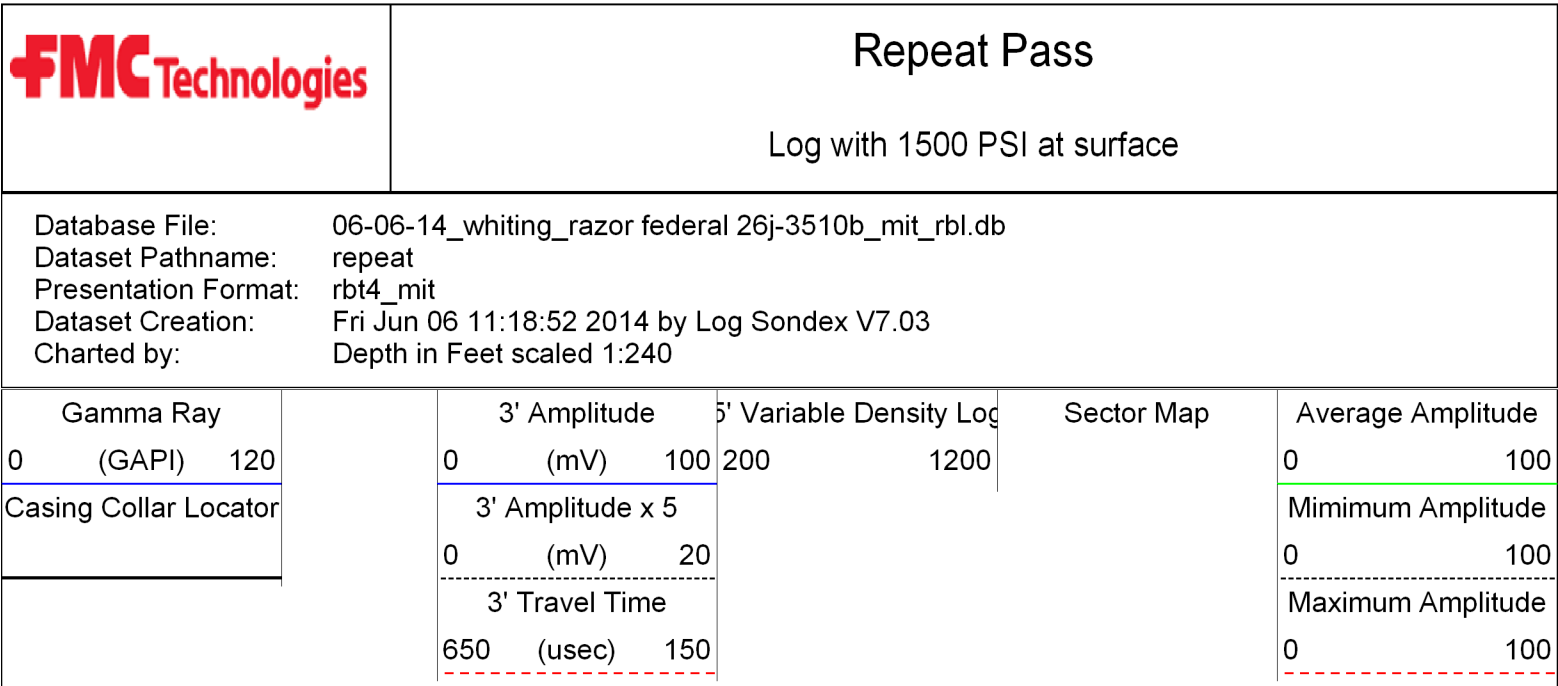 FMC Technologies
Repeat Pass
Log with 1500 PSI at surface
Database File: 06-06-14_whiting_razor federal 26j-3510b_mit_rbl.db
Dataset Pathname: repeat
Presentation Format: rbt4_mit
Dataset Creation: Fri Jun 06 11:18:52 2014 by Log Sondex V7.03
Charted by: Depth in Feet scaled 1:240
Gamma Ray
0 (GAPI) 120
Casing Collar Locator
3' Amplitude
0 (mV) 100
3' Amplitude x 5
0 (mV) 20
3' Travel Time
650 (usec) 150
5' Variable Density Log
200 1200
Sector Map
Average Amplitude
0 100
Mimimum Amplitude
0 100
Maximum Amplitude
0 100